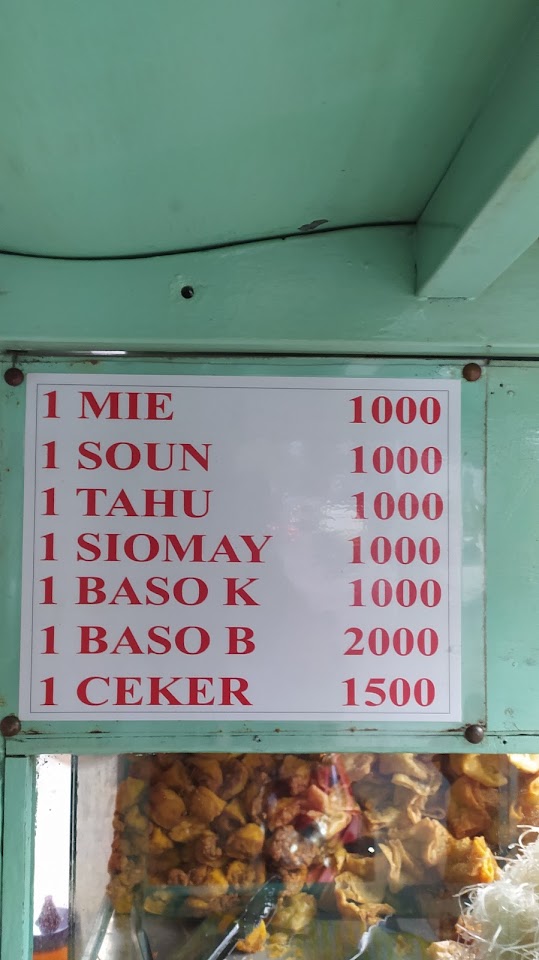 1 MIE 1000
1 SOUN 1000
1 TAHU 1000
1 SIOMAY 1000
1 BASO K 1000
1 BASO B 2000
1 CEKER 1500